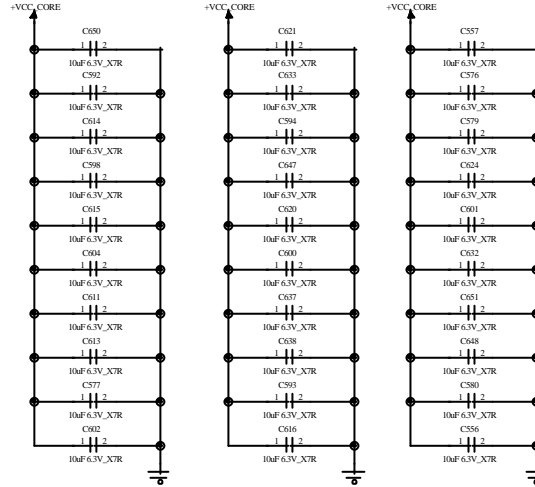 +VCC_CORE
C650
1 2
10uF 6.3V_X7R
C592
1 2
10uF 6.3V_X7R
C614
1 2
10uF 6.3V_X7R
C598
1 2
10uF 6.3V_X7R
C615
1 2
10uF 6.3V_X7R
C604
1 2
10uF 6.3V_X7R
C611
1 2
10uF 6.3V_X7R
C613
1 2
10uF 6.3V_X7R
C577
1 2
10uF 6.3V_X7R
C602
1 2
10uF 6.3V_X7R
+VCC_CORE
C621
1 2
10uF 6.3V_X7R
C633
1 2
10uF 6.3V_X7R
C594
1 2
10uF 6.3V_X7R
C647
1 2
10uF 6.3V_X7R
C620
1 2
10uF 6.3V_X7R
C600
1 2
10uF 6.3V_X7R
C637
1 2
10uF 6.3V_X7R
C638
1 2
10uF 6.3V_X7R
C593
1 2
10uF 6.3V_X7R
C616
1 2
10uF 6.3V_X7R
+VCC_CORE
C557
1 2
10uF 6.3V_X7R
C576
1 2
10uF 6.3V_X7R
C579
1 2
10uF 6.3V_X7R
C624
1 2
10uF 6.3V_X7R
C601
1 2
10uF 6.3V_X7R
C632
1 2
10uF 6.3V_X7R
C651
1 2
10uF 6.3V_X7R
C648
1 2
10uF 6.3V_X7R
C580
1 2
10uF 6.3V_X7R
C556
1 2
10uF 6.3V_X7R